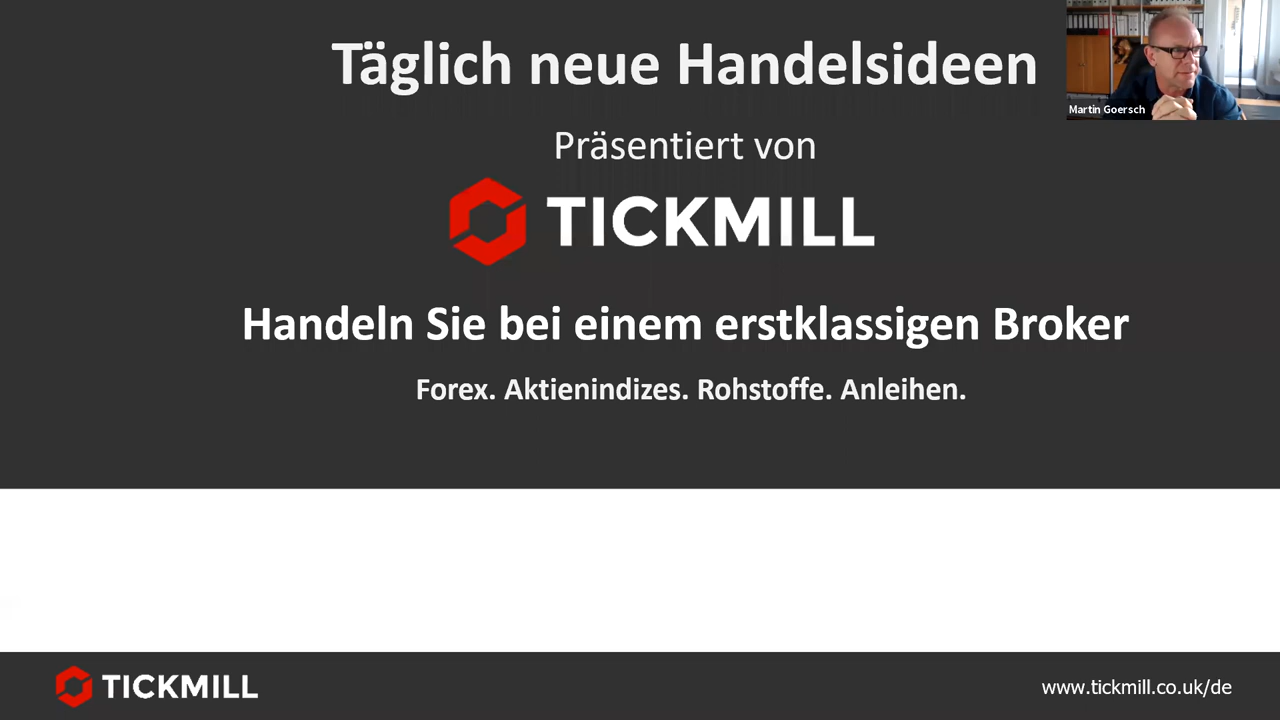 Täglich neue Handelsideen
Martin Goersch
Präsentiert von
TICKMILL
Handeln Sie bei einem erstklassigen Broker
Forex. Aktienindizes. Rohstoffe. Anleihen.
TICKMILL
www.tickmill.co.uk/de